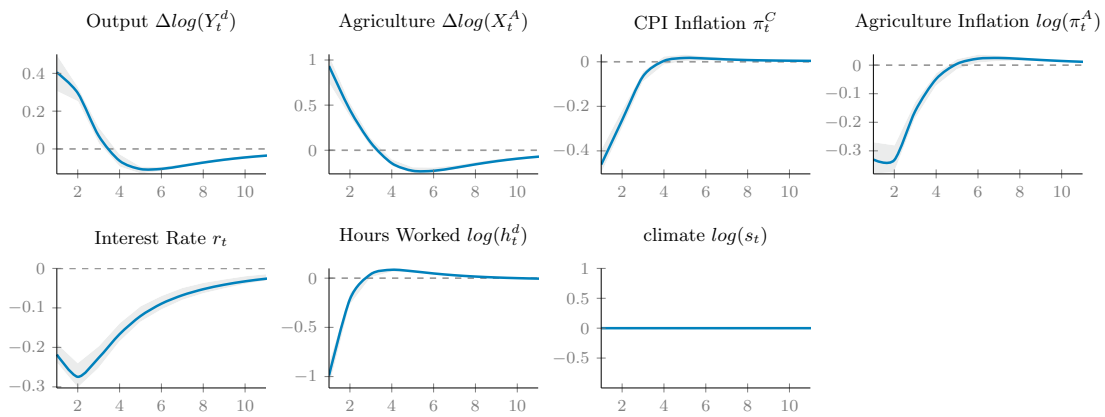 Output Δlog(Y_t^d)
0.4
0.2
0
2 4 6 8 10
Agriculture Δlog(X_t^A)
1
0.5
0
2 4 6 8 10
CPI Inflation π_t^C
0
−0.2
−0.4
2 4 6 8 10
Agriculture Inflation log(π_t^A)
0
−0.1
−0.2
−0.3
2 4 6 8 10
Interest Rate r_t
0
−0.1
−0.2
−0.3
2 4 6 8 10
Hours Worked log(h_t^d)
0
−0.5
−1
2 4 6 8 10
climate log(s_t)
1
0.5
0
−0.5
2 4 6 8 10